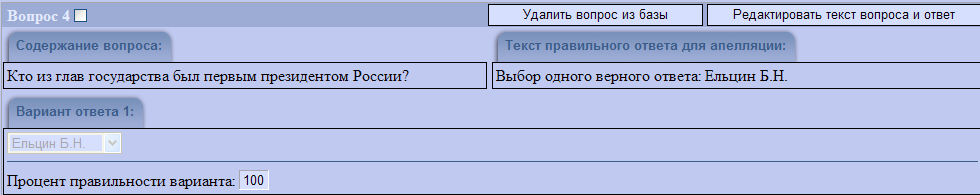 Вопрос 4 Удалить вопрос из базы Редактировать текст вопроса и ответ
Содержание вопроса: Текст правильного ответа для апелляции:
Кто из глав государства был первым президентом России? Выбор одного верного ответа: Ельцин Б.Н.
Вариант ответа 1:
Ельцин Б.Н.
Процент правильности варианта: 100